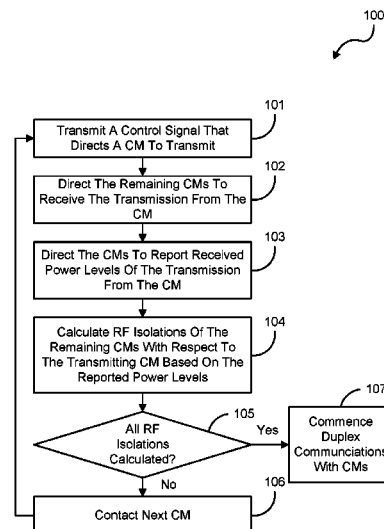 100
101
Transmit A Control Signal That
Directs A CM To Transmit
102
Direct The Remaining CMs To
Receive The Transmission From The
CM
103
Direct The CMs To Report Received
Power Levels Of The Transmission
From The CM
104
Calculate RF Isolations Of The
Remaining CMs With Respect To
The Transmitting CM Based On The
Reported Power Levels
105
All RF
Isolations
Calculated?
Yes
107
Commence
Duplex
Communciations
With CMs
No
106
Contact Next CM